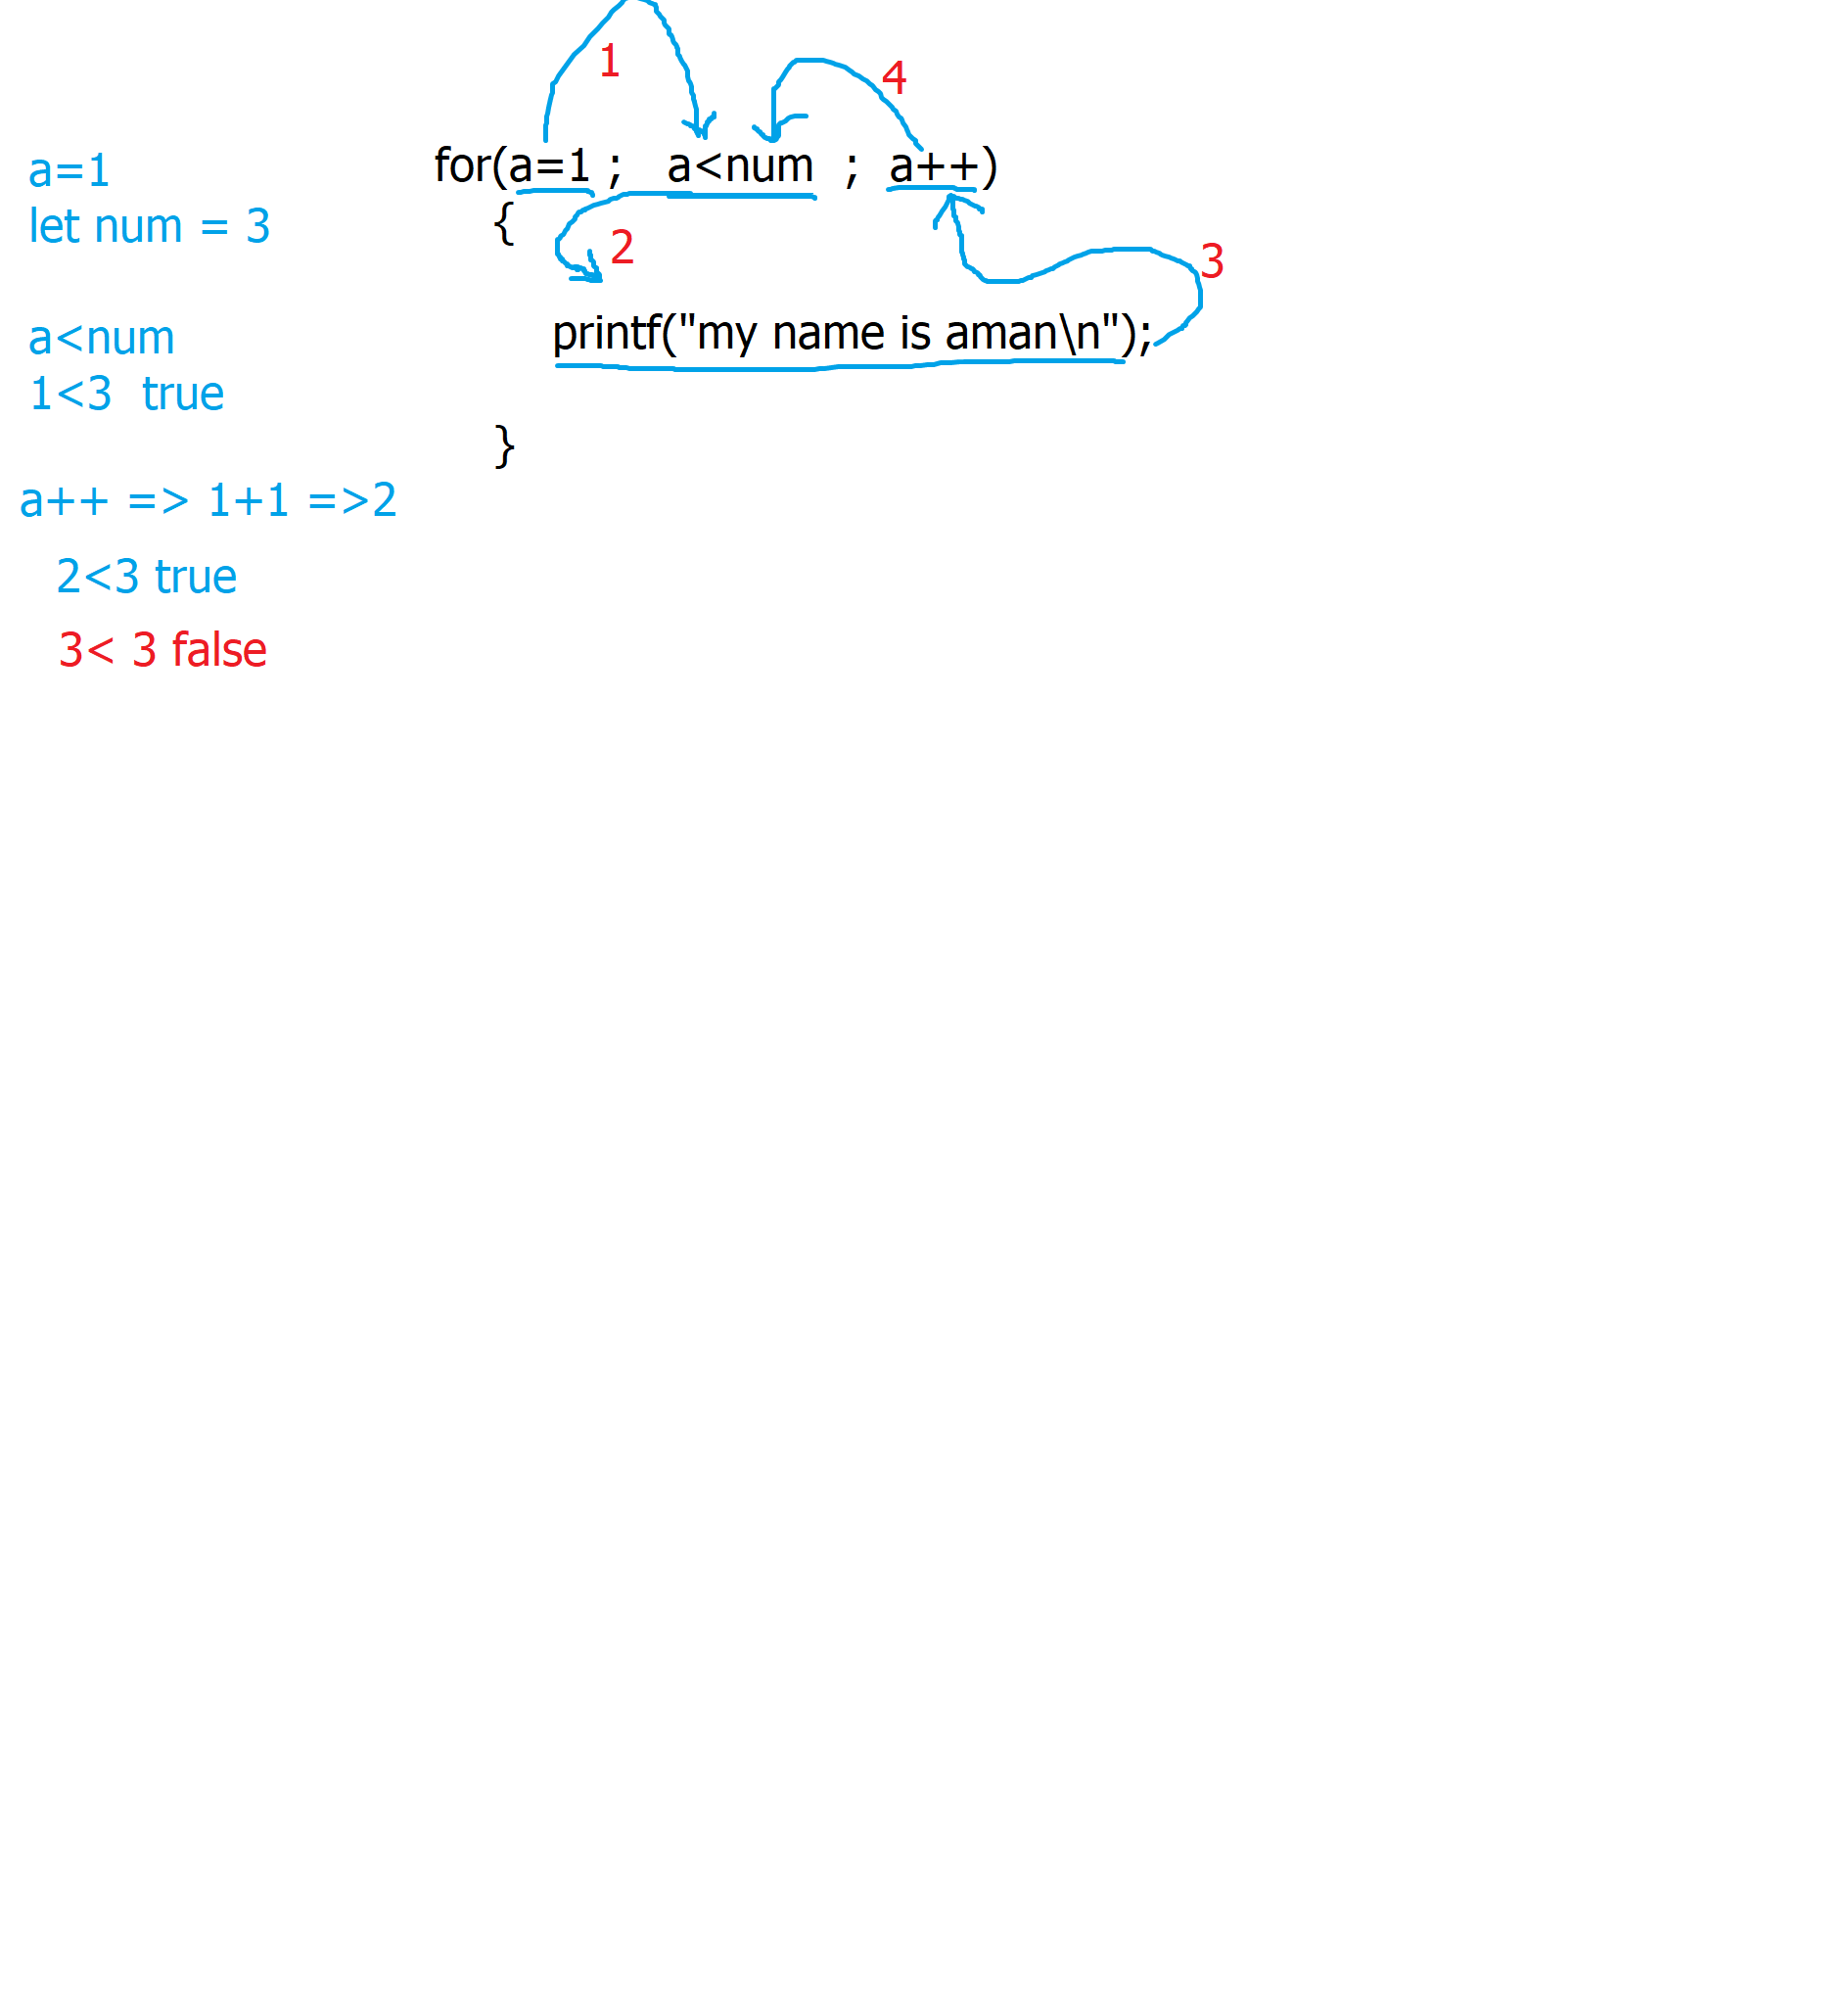 1
4
for(a=1 ; a<num ; a++)
{
2
3
printf("my name is aman\n");
}
a=1
let num = 3
a<num
1<3 true
a++ => 1+1 =>2
2<3 true
3< 3 false